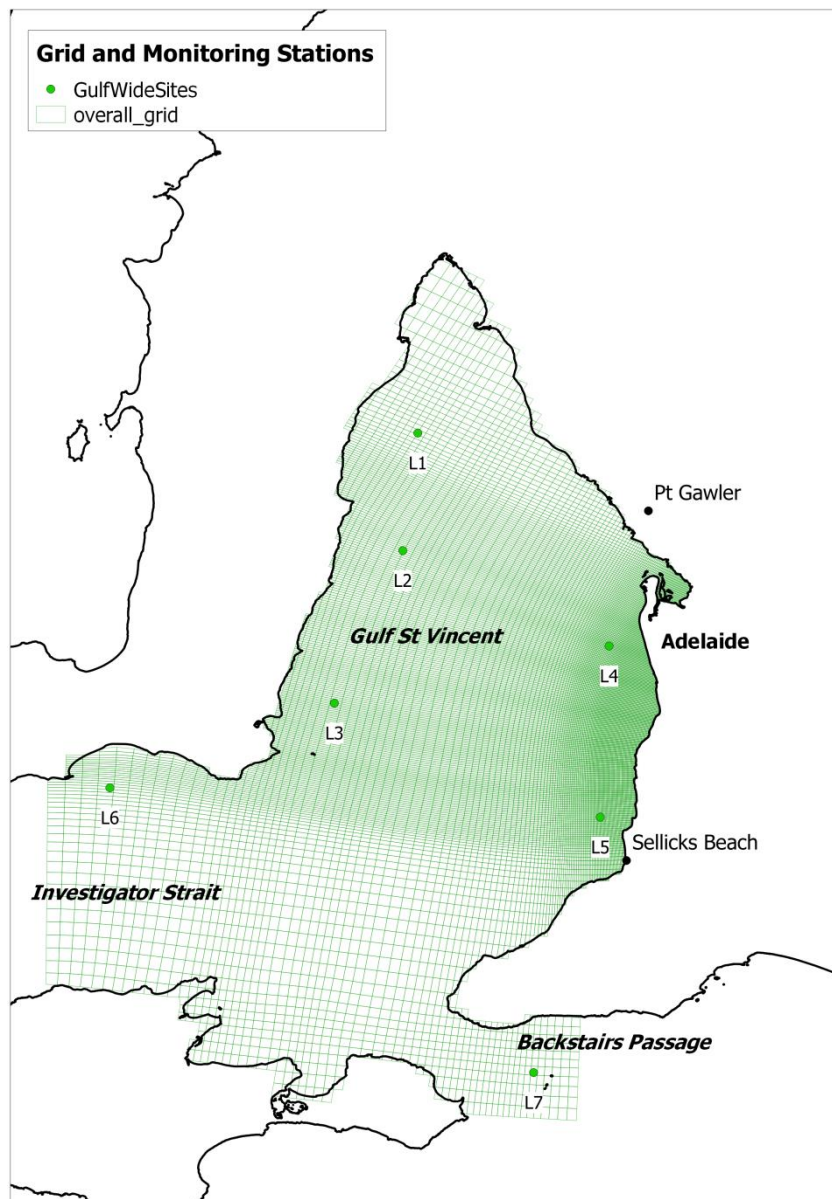 Grid and Monitoring Stations
GulfWideSites
overall_grid
L1
Pt Gawler
L2
Gulf St Vincent
Adelaide
L4
L3
L6
L5
Sellicks Beach
Investigator Strait
Backstairs Passage
L7